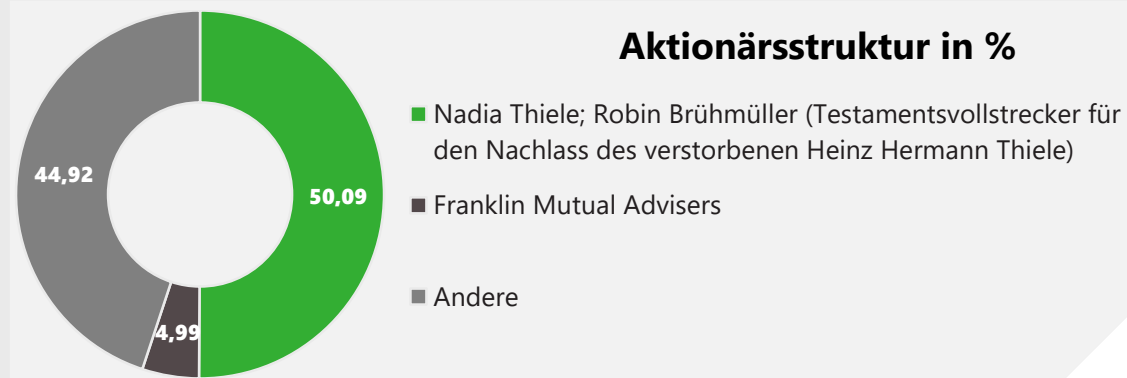 Aktionärsstruktur in %
Nadia Thiele; Robin Brühmüller (Testamentsvollstrecker für
den Nachlass des verstorbenen Heinz Hermann Thiele)
Franklin Mutual Advisers
Andere
44,92
50,09
4,99